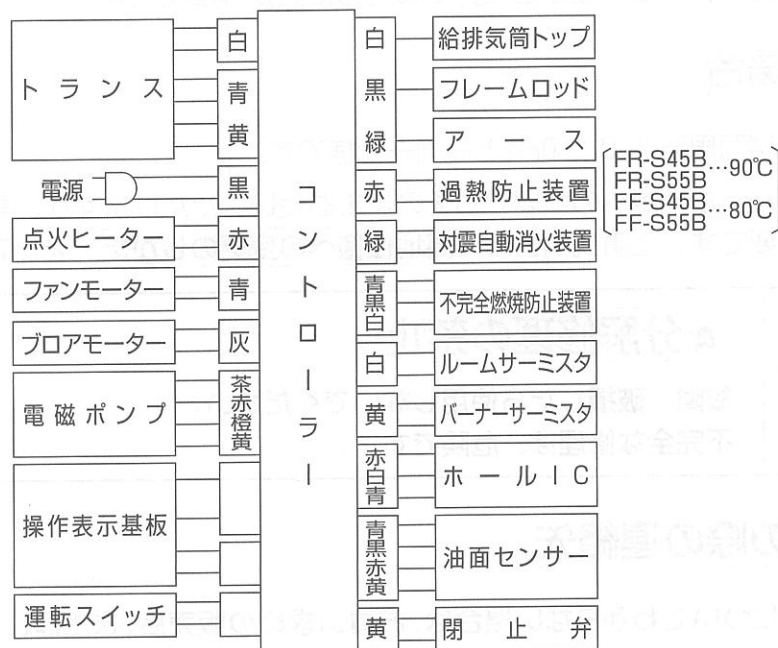 トランス
白
青
黄
電源
黒
点火ヒーター
赤
ファンモーター
青
ブロアモーター
灰
電磁ポンプ
茶
赤
橙
黄
操作表示基板
運転スイッチ
コントローラー
白
給排気筒トップ
黒
フレームロッド
緑
アース
赤
過熱防止装置
FR-S45B
FR-S55B…90℃
FF-S45B
FF-S55B…80℃
緑
対震自動消火装置
青
黒
白
不完全燃焼防止装置
白
ルームサーミスタ
黄
バーナーサーミスタ
赤
白
青
ホールIC
青
黒
赤
黄
油面センサー
黄
閉止弁